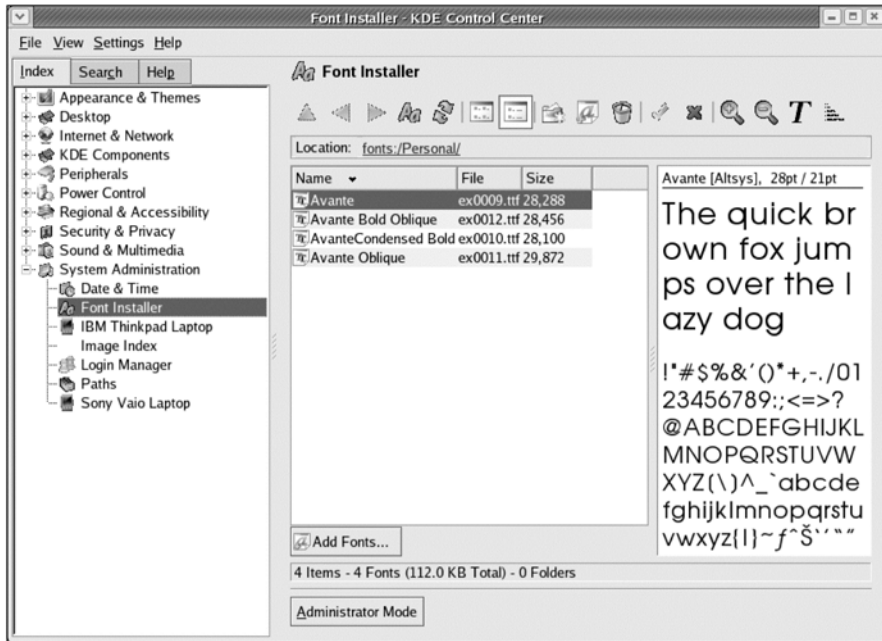 Font Installer - KDE Control Center
File View Settings Help
Index Search Help
Appearance & Themes
Desktop
Internet & Network
KDE Components
Peripherals
Power Control
Regional & Accessibility
Security & Privacy
Sound & Multimedia
System Administration
Date & Time
Font Installer
IBM Thinkpad Laptop
Image Index
Login Manager
Paths
Sony Vaio Laptop
Font Installer
Location: fonts:/Personal/
Name File Size
Avante ex0009.ttf 28,288
Avante Bold Oblique ex0012.ttf 28,456
AvanteCondensed Bold ex0010.ttf 28,100
Avante Oblique ex0011.ttf 29,872
Add Fonts...
4 Items - 4 Fonts (112.0 KB Total) - 0 Folders
Administrator Mode
Avante [Altsys], 28pt / 21pt
The quick br
own fox jum
ps over the l
azy dog
!"#$%&'()*+,-./01
23456789:;<=>?
@ABCDEFGHIJKL
MNOPQRSTUVW
XYZ(\)^_`abcde
fghijklmnopqrstu
vwxyz{|}~ƒˆŠ‘’“”